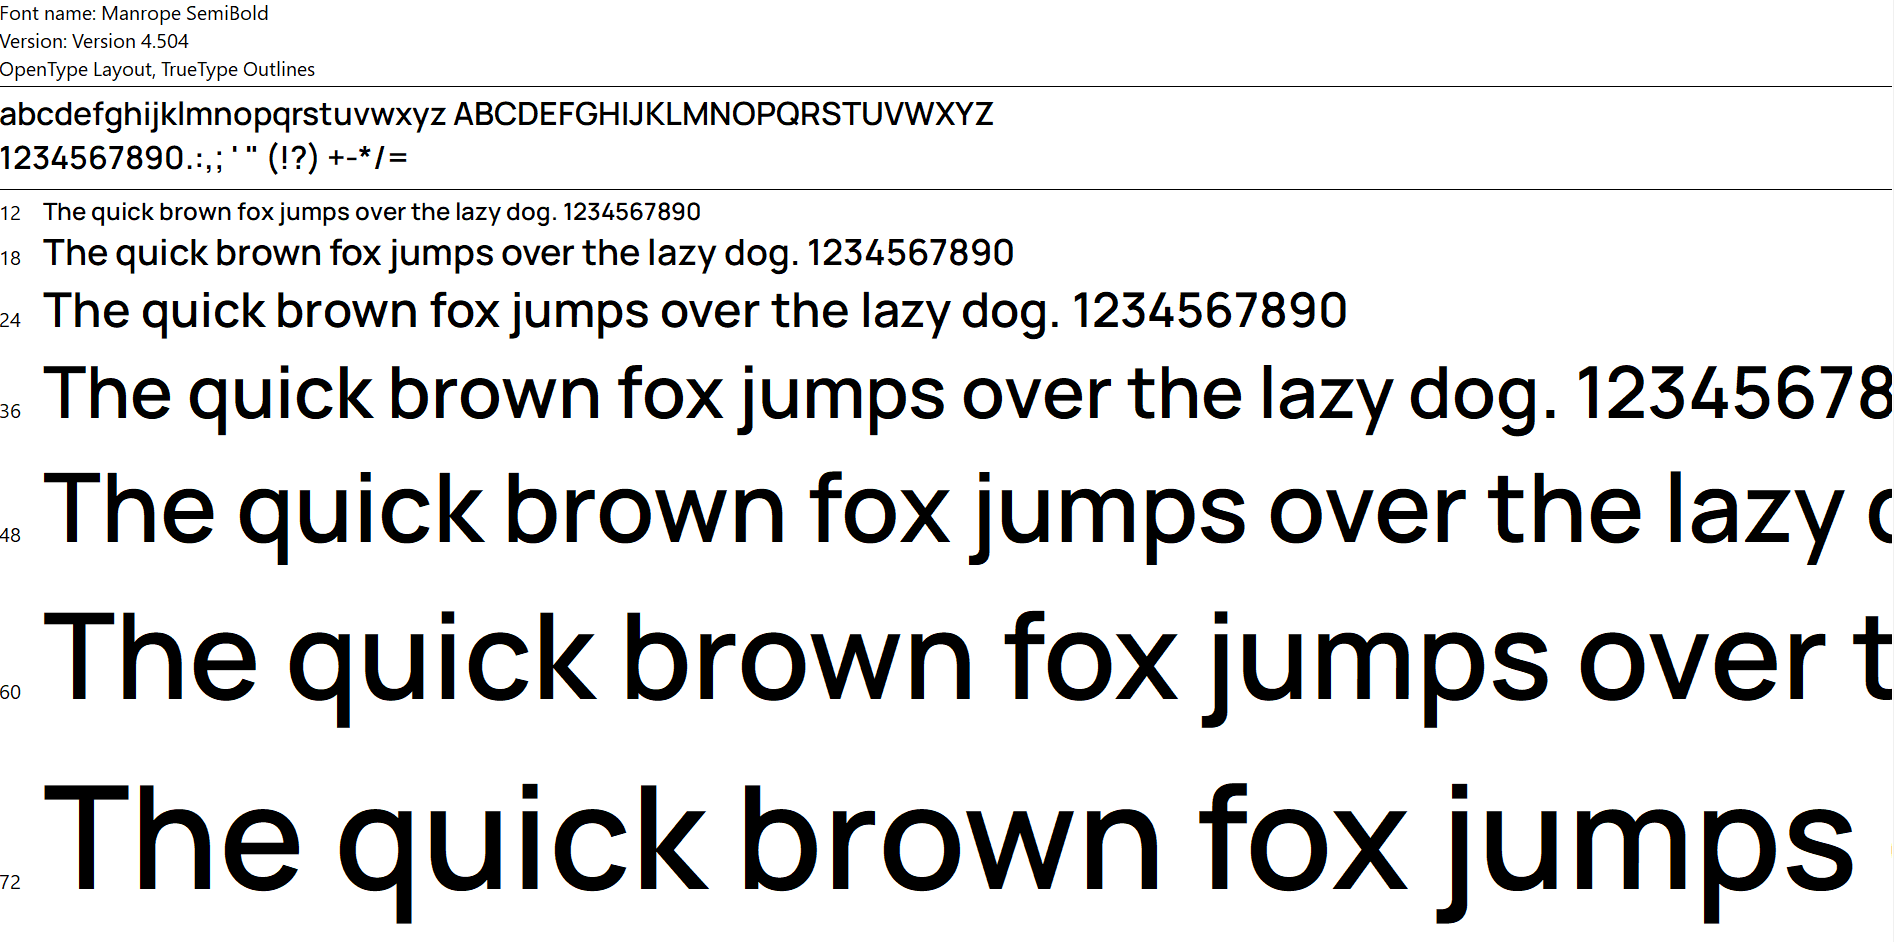 Font name: Manrope SemiBold
Version: Version 4.504
OpenType Layout, TrueType Outlines
abcdefghijklmnopqrstuvwxyz ABCDEFGHIJKLMNOPQRSTUVWXYZ
1234567890.:,; ' " (!?) +-*/=
12 The quick brown fox jumps over the lazy dog. 1234567890
18 The quick brown fox jumps over the lazy dog. 1234567890
24 The quick brown fox jumps over the lazy dog. 1234567890
36 The quick brown fox jumps over the lazy dog. 12345678
48 The quick brown fox jumps over the lazy
60 The quick brown fox jumps over t
72 The quick brown fox jumps